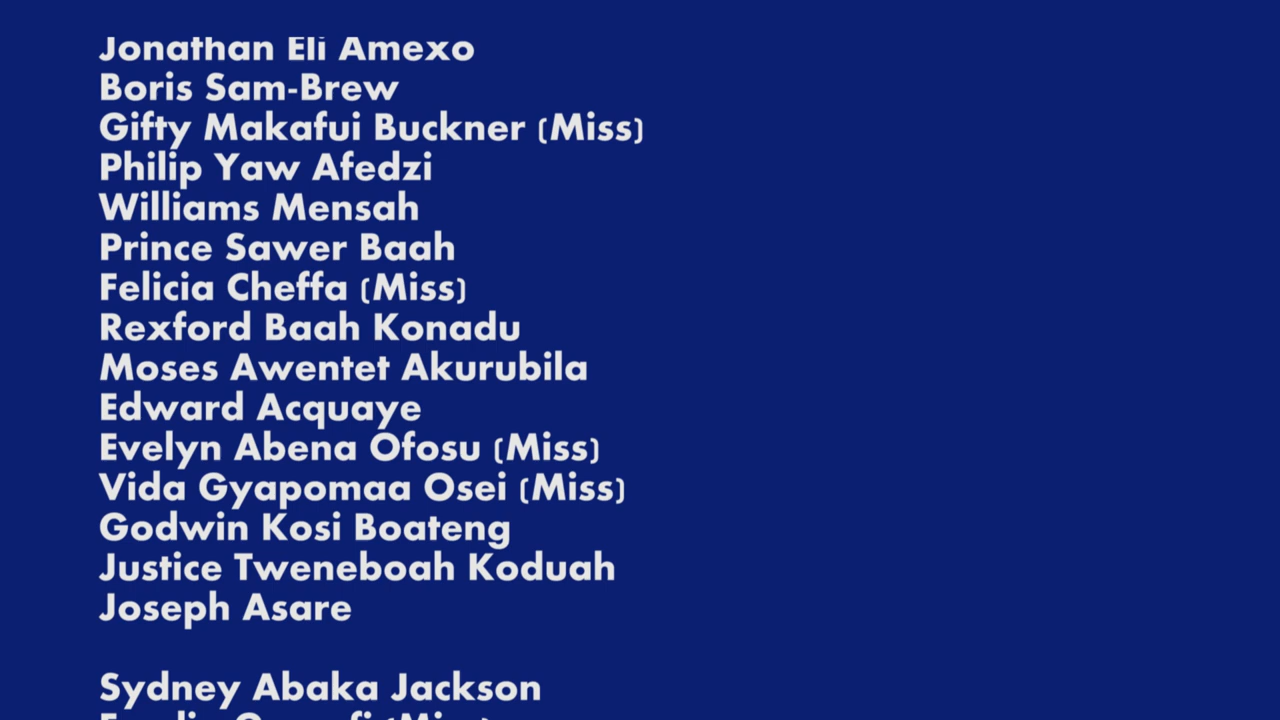 Jonathan Eli Amexo
Boris Sam-Brew
Gifty Makafui Buckner (Miss)
Philip Yaw Afedzi
Williams Mensah
Prince Sawer Baah
Felicia Cheffa (Miss)
Rexford Baah Konadu
Moses Awentet Akurubila
Edward Acquaye
Evelyn Abena Ofosu (Miss)
Vida Gyapomaa Osei (Miss)
Godwin Kosi Boateng
Justice Tweneboah Koduah
Joseph Asare
Sydney Abaka Jackson
(Miss)